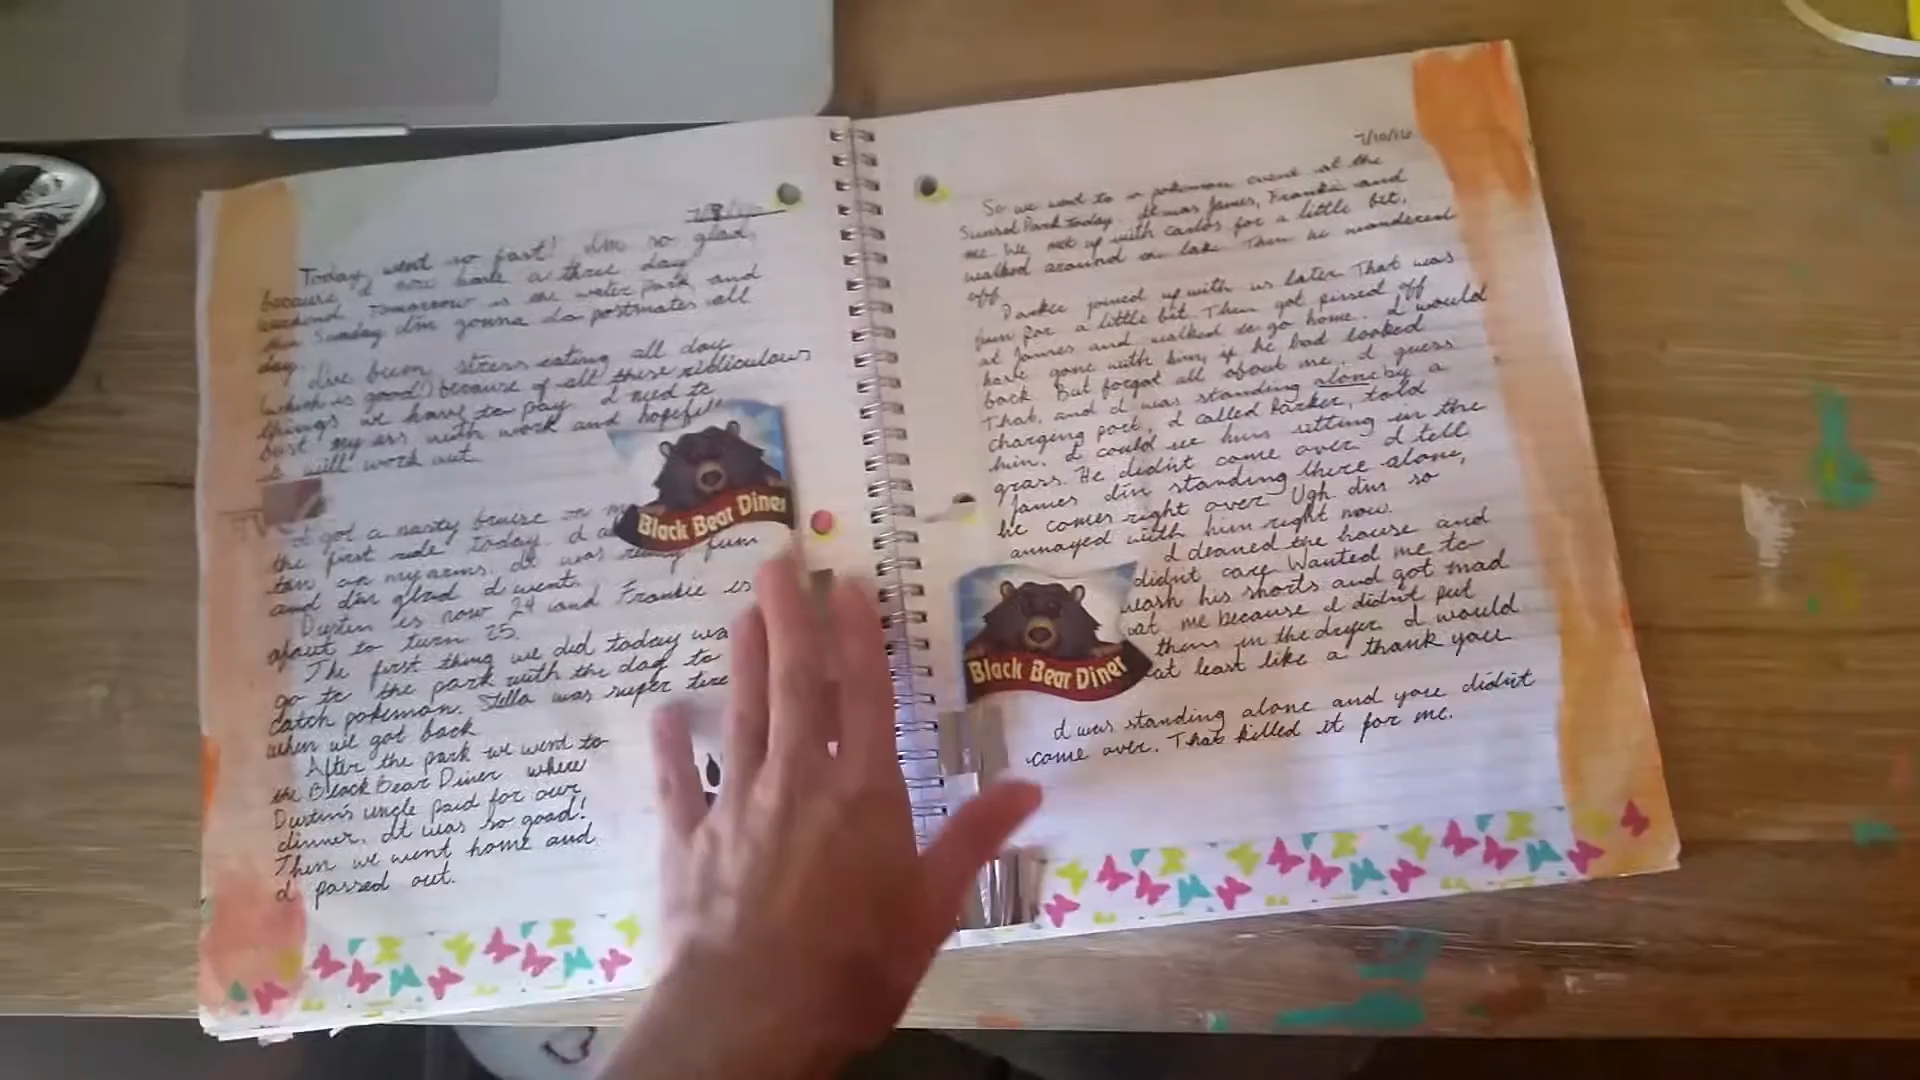 Today went so fast! I'm so glad,
because I now have a three day
weekend. Tomorrow is the water park and
then Sunday I'm gonna do postmates all
day.
I've been stress eating all day
(which is good) because of all these ridiculous
things we have to pay. I need to
bust my ass with work and hopefully
it will work out.
I got a nasty bruise on my
the first ride today. I a
tan on my arms. It was really fun
and I'm glad I went.
Dustin is now 24 and Frankie is
about to turn 25.
The first thing we did today wa
go to the park with the dog to
catch pokemon. Stella was super tire
when we got back
After the park we went to
the Black Bear Diner where
Dustin's uncle paid for our
dinner. It was so good!
Then we went home and
I passed out.
Black Bear Diner
7/10/16
So we went to a pokemon event at the
Sunset Park today. It was James, Frankie and
me. We met up with Carlos for a little bit,
walked around the lake. Then he wandered
off.
Parker joined up with us later. That was
fun for a little bit. Then got pissed off
at James and walked to go home. I would
have gone with him, if he had looked
back. But forgot all about me, I guess.
That, and I was standing alone by a
charging port, I called Parker, told
him. I could see him sitting in the
grass. He didn't come over. I tell
James I'm standing there alone,
he comes right over. Ugh. I'm so
annoyed with him right now.
I cleaned the house and
didn't care. Wanted me to
wash his shorts and got mad
at me because I didn't put
them in the dryer. I would
at least like a thank you
Black Bear Diner
I was standing alone and you didn't
come over. That killed it for me.